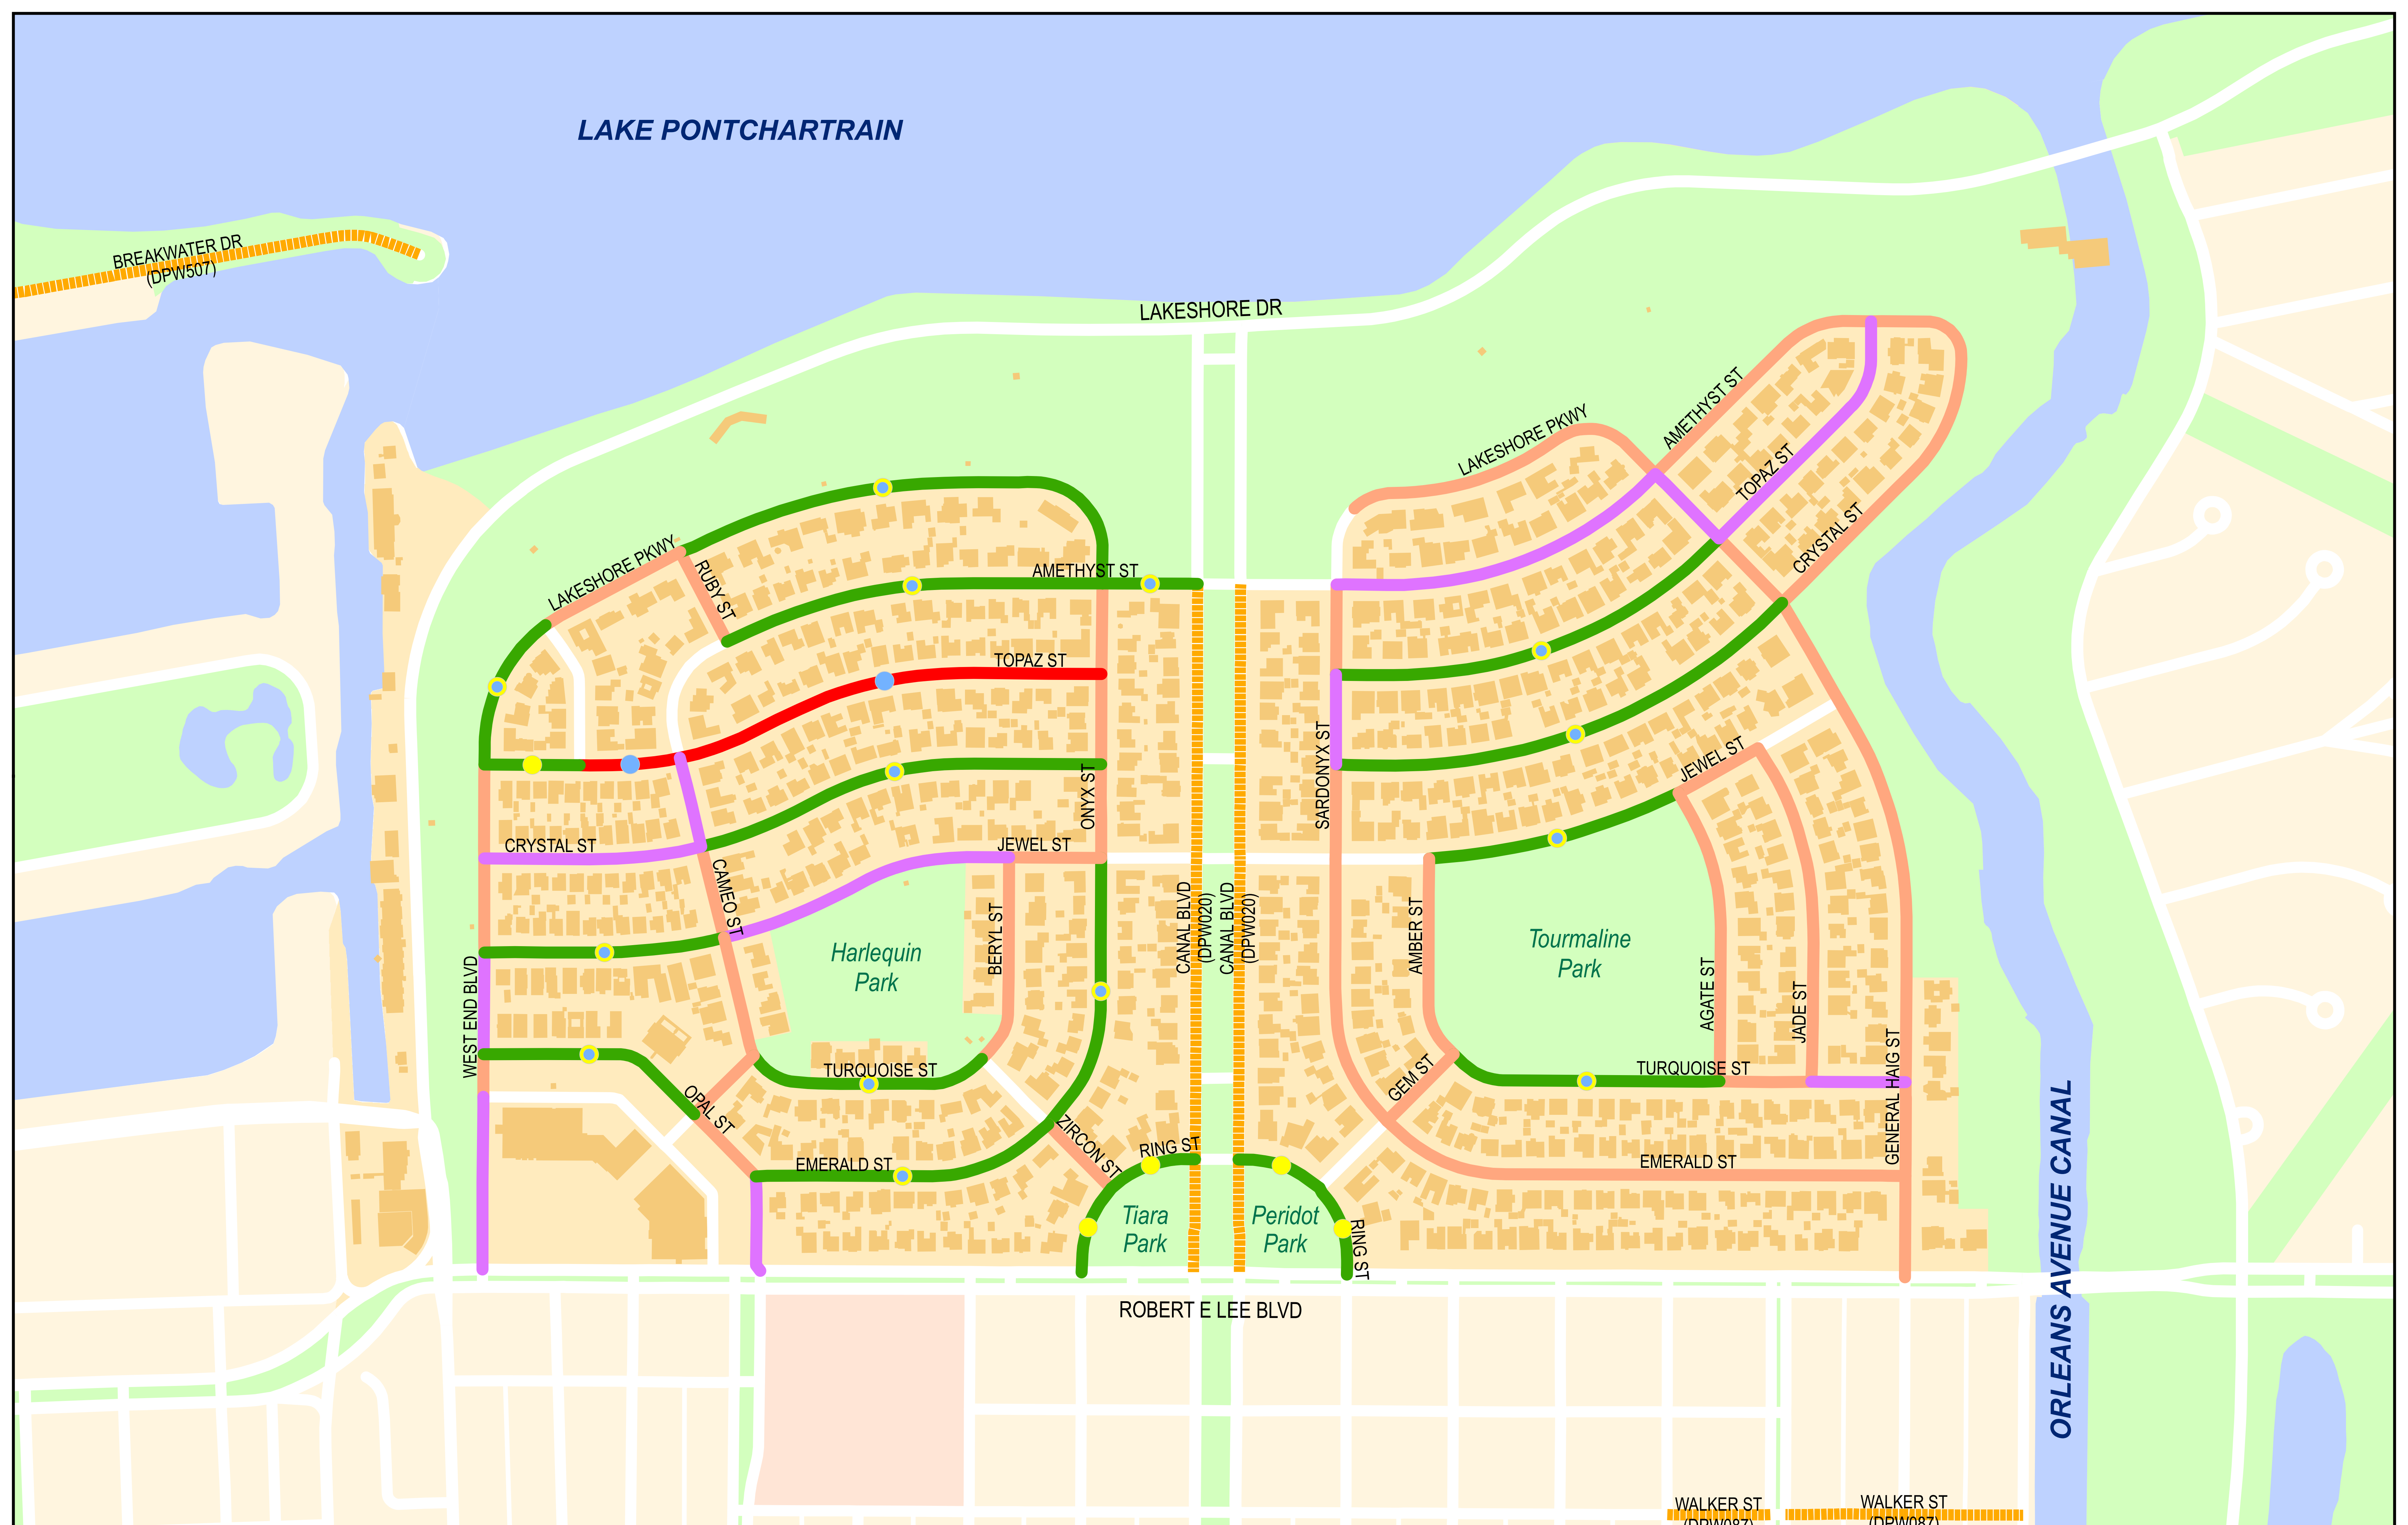 LAKE PONTCHARTRAIN
BREAKWATER DR
(DPW507)
LAKESHORE DR
AMETHYST ST
LAKESHORE PKWY
TOPAZ ST
CRYSTAL ST
LAKESHORE PKWY
RUBY ST
AMETHYST ST
TOPAZ ST
SARDONYX ST
JEWEL ST
ONYX ST
CRYSTAL ST
JEWEL ST
CAMEO ST
CANAL BLVD
(DPW020)
CANAL BLVD
(DPW020)
AMBER ST
BERYL ST
Harlequin
Park
Tourmaline
Park
WEST END BLVD
AGATE ST
JADE ST
GENERAL HAIG ST
TURQUOISE ST
TURQUOISE ST
GEM ST
OPAL ST
ZIRCON ST
RING ST
EMERALD ST
EMERALD ST
Tiara
Park
Peridot
Park
RING ST
ROBERT E LEE BLVD
ORLEANS AVENUE CANAL
WALKER ST
(DPW087)
WALKER ST
(DPW087)